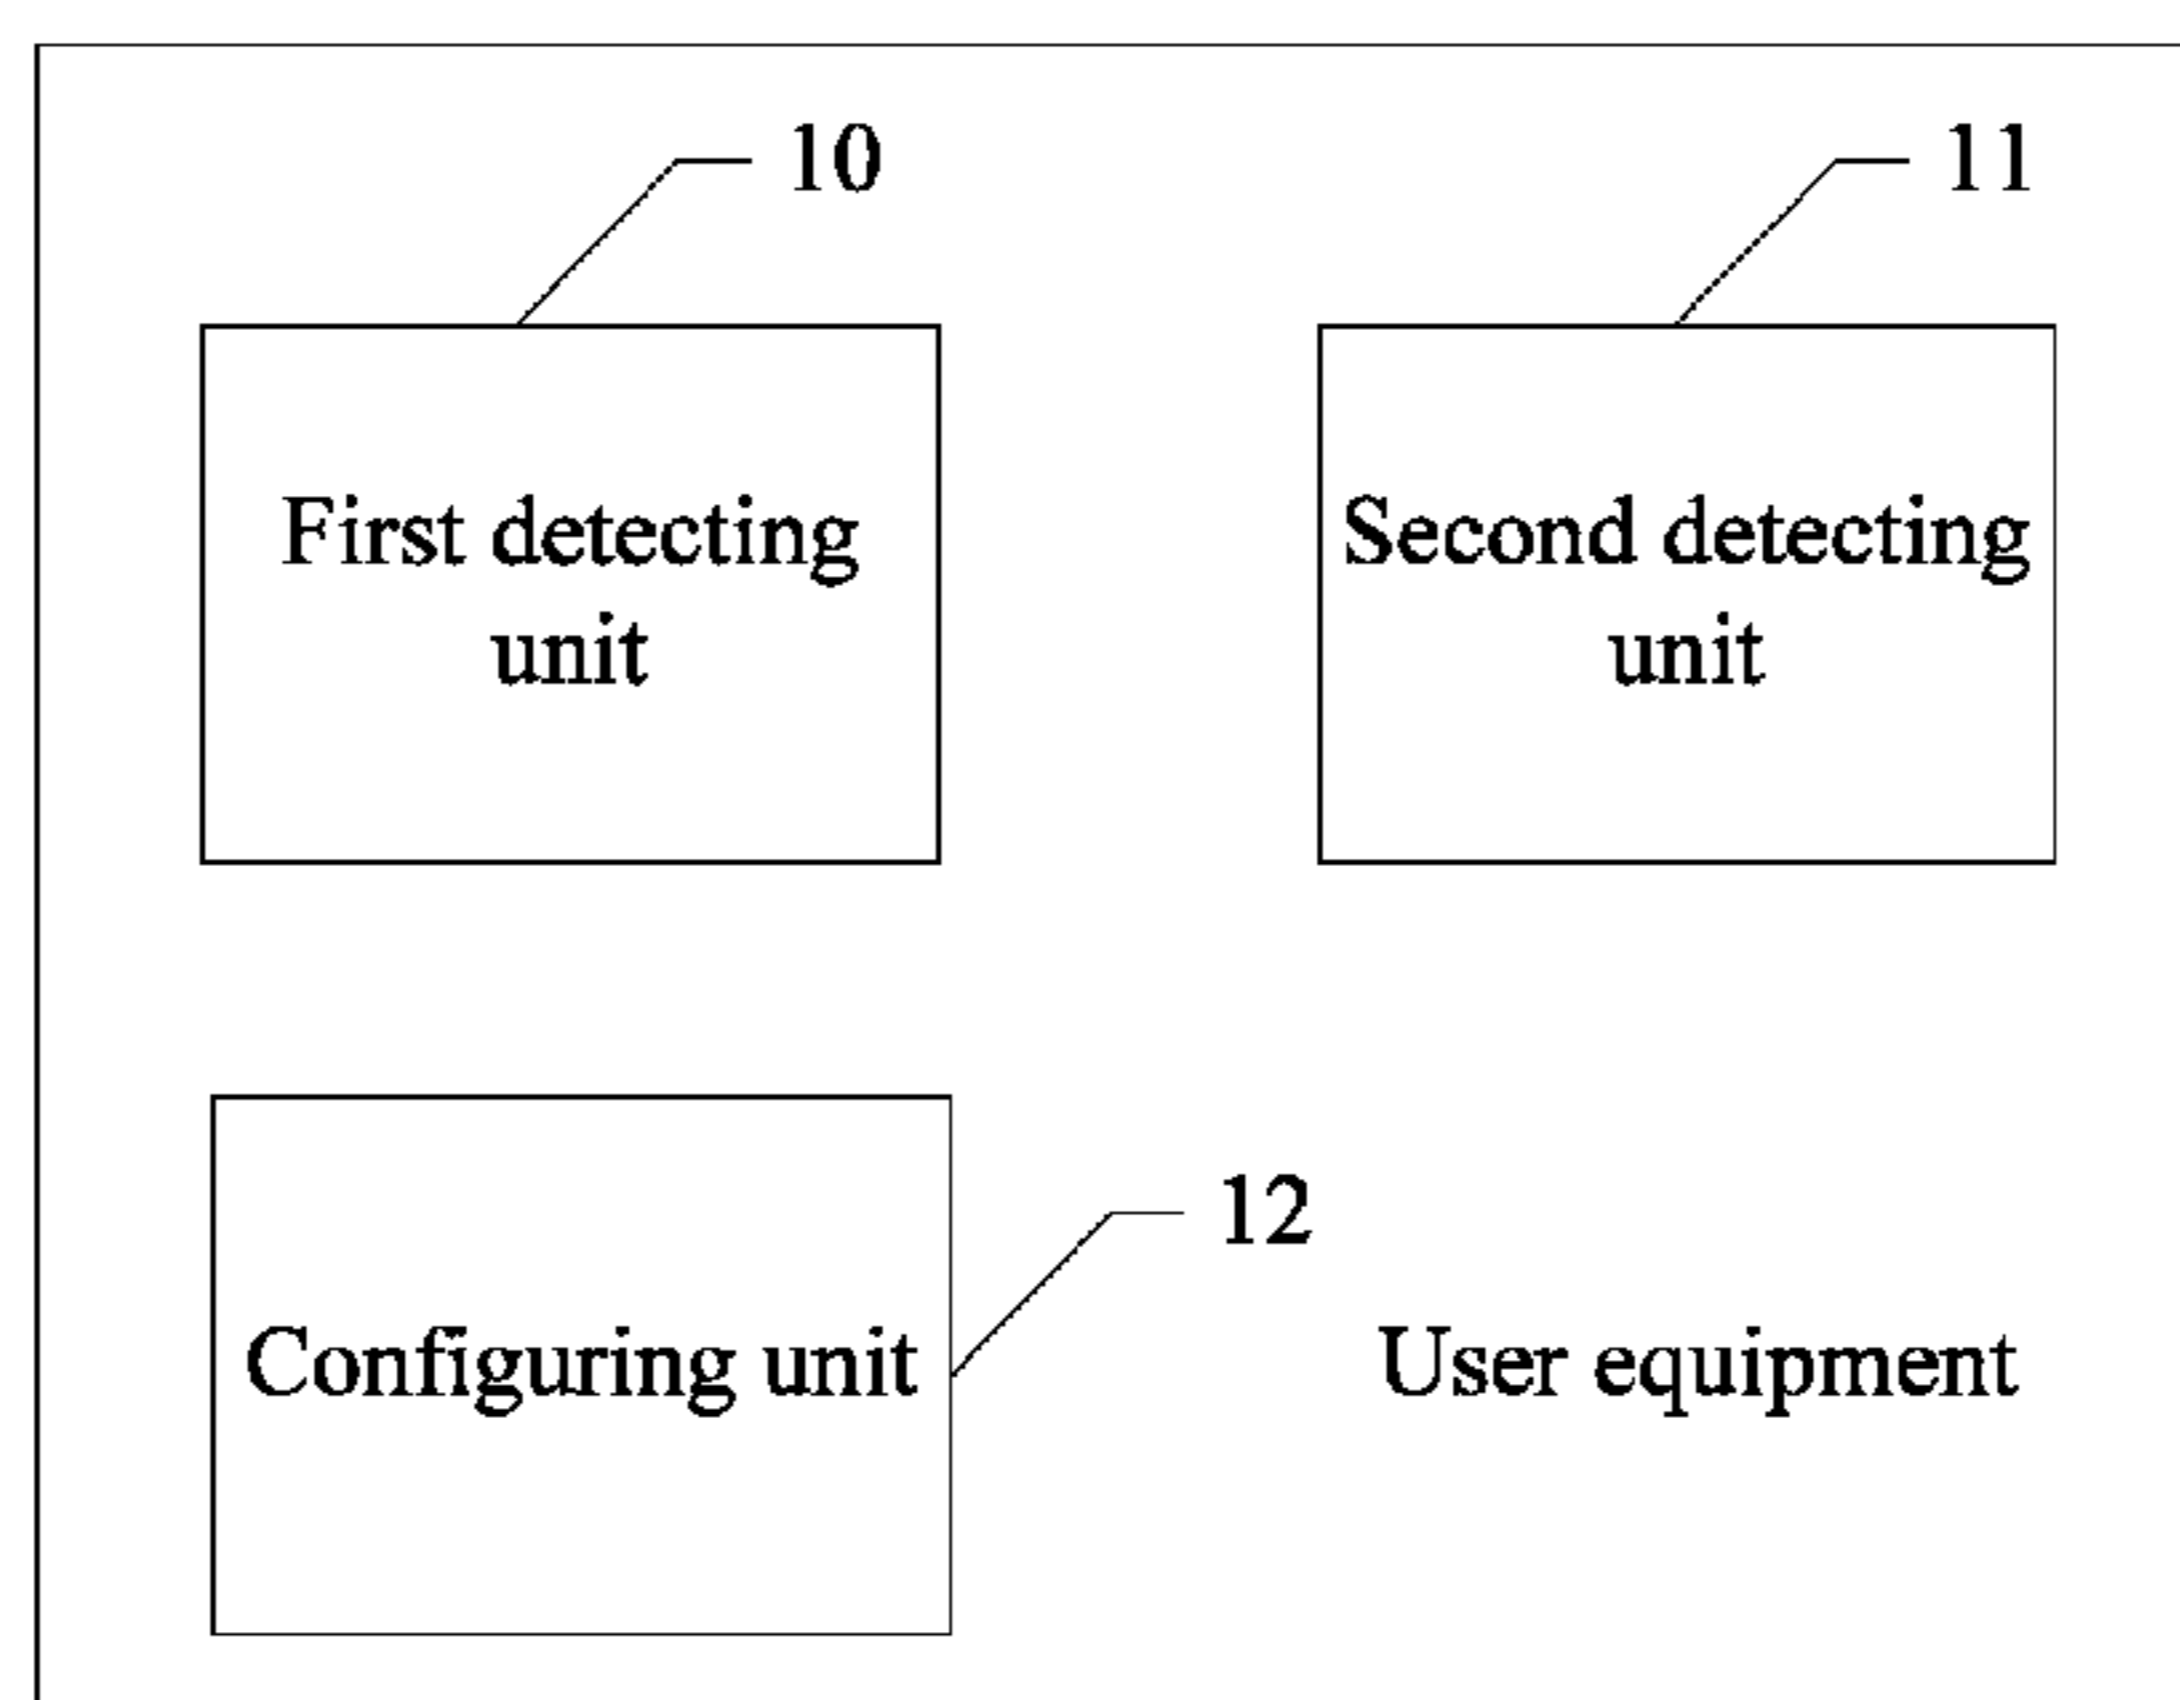 10
11
First detecting
unit
Second detecting
unit
12
Configuring unit
User equipment